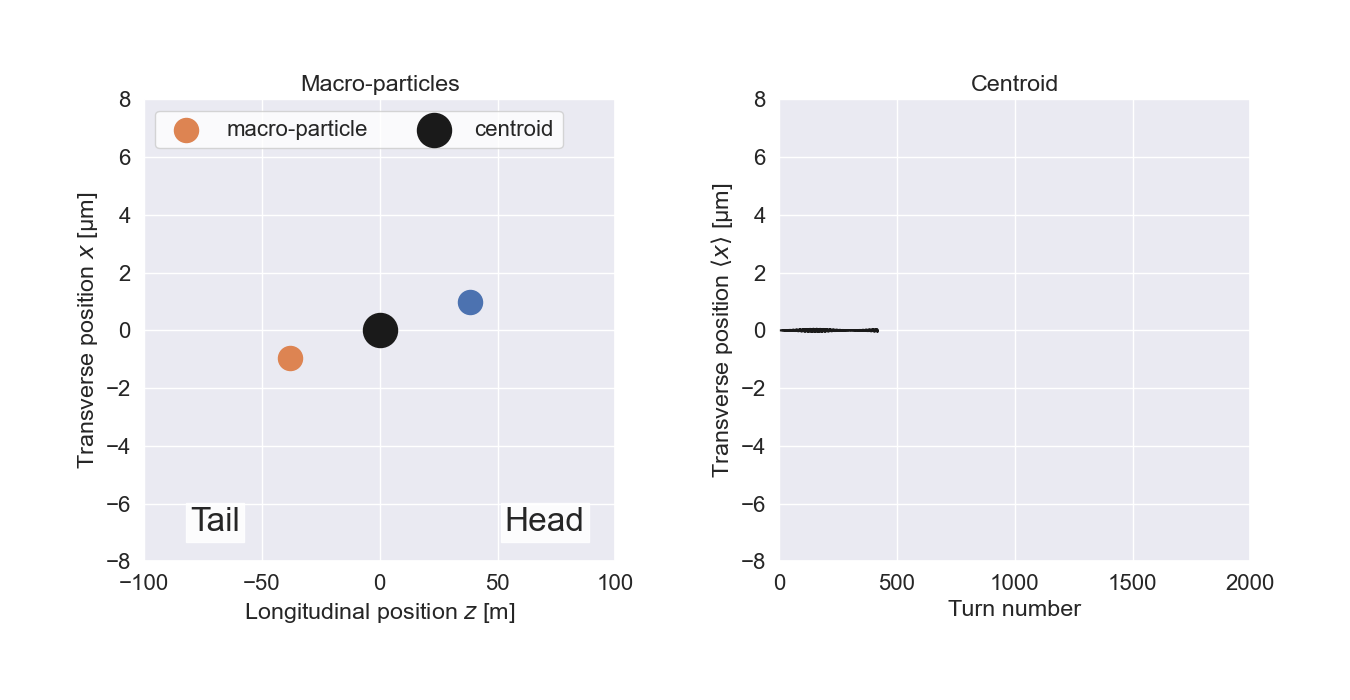 Macro-particles
macro-particle
centroid
8
6
4
2
0
−2
−4
−6
−8
Transverse position x [μm]
Tail
Head
−100
−50
0
50
100
Longitudinal position z [m]
Centroid
8
6
4
2
0
−2
−4
−6
−8
Transverse position ⟨x⟩ [μm]
0
500
1000
1500
2000
Turn number